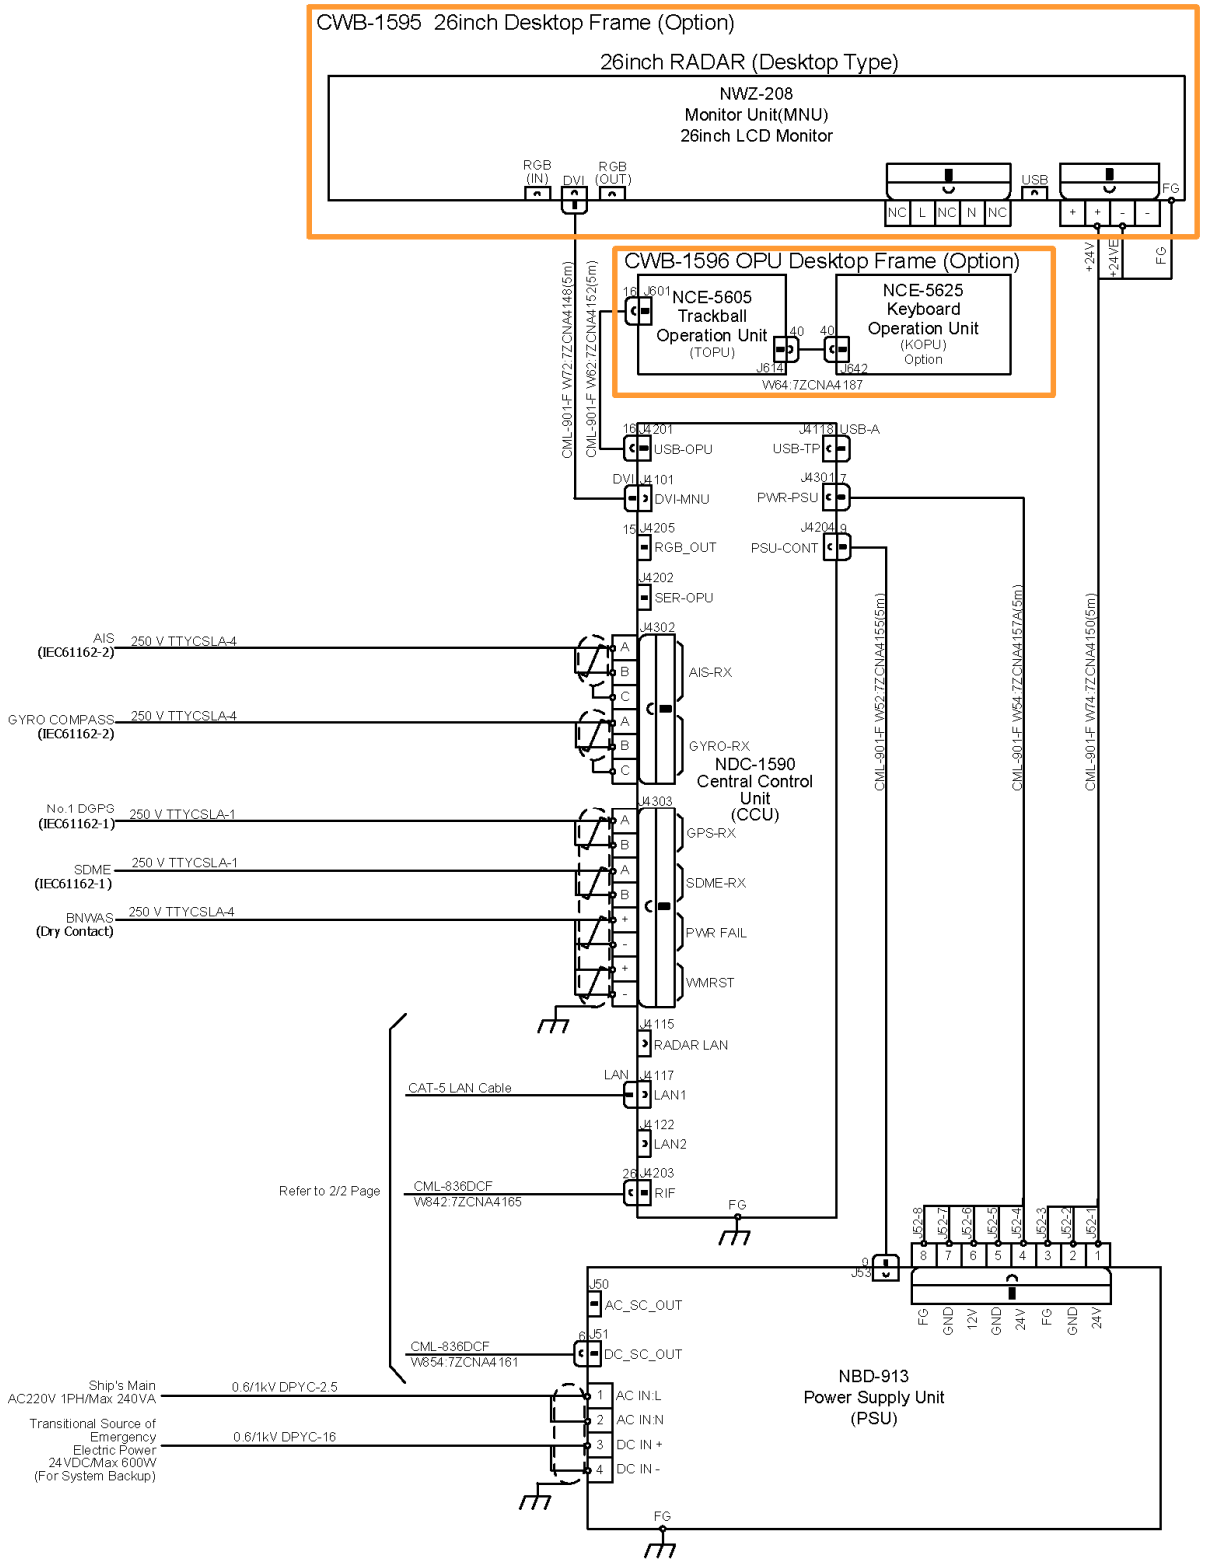 CWB-1595 26inch Desktop Frame (Option)
26inch RADAR (Desktop Type)
NWZ-208
Monitor Unit(MNU)
26inch LCD Monitor
RGB
(IN)
DVI
RGB
(OUT)
USB
FG
NC L NC N NC
+ + - -
+24V
+24VE
FG
CWB-1596 OPU Desktop Frame (Option)
16 J601
NCE-5605
Trackball
Operation Unit
(TOPU)
40
J614
NCE-5625
Keyboard
Operation Unit
(KOPU)
Option
40
J642
W64:7ZCNA4187
CML-901-F W72:7ZCNA4148(5m)
CML-901-F W62:7ZCNA4152(5m)
16 J4201
USB-OPU
J4118 USB-A
USB-TP
DVI J4101
DVI-MNU
J4301 7
PWR-PSU
15 J4205
RGB_OUT
J4204 9
PSU-CONT
J4202
SER-OPU
CML-901-F W52:7ZCNA4155(5m)
CML-901-F W54:7ZCNA4157A(5m)
CML-901-F W74:7ZCNA4150(5m)
AIS
(IEC61162-2)
250 V TTYCSLA-4
J4302
A
B
C
AIS-RX
GYRO COMPASS
(IEC61162-2)
250 V TTYCSLA-4
A
B
C
GYRO-RX
NDC-1590
Central Control
Unit
(CCU)
No.1 DGPS
(IEC61162-1)
250 V TTYCSLA-1
J4303
A
B
GPS-RX
SDME
(IEC61162-1)
250 V TTYCSLA-1
A
B
SDME-RX
BNWAS
(Dry Contact)
250 V TTYCSLA-4
+
-
PWR FAIL
+
-
WMRST
J4115
RADAR LAN
CAT-5 LAN Cable
LAN J4117
LAN1
J4122
LAN2
Refer to 2/2 Page
CML-836DCF
W842:7ZCNA4165
26 J4203
RIF
FG
J52-8 J52-7 J52-6 J52-5 J52-4 J52-3 J52-2 J52-1
8 7 6 5 4 3 2 1
FG GND 12V GND 24V FG GND 24V
9
J53
J50
AC_SC_OUT
CML-836DCF
W854:7ZCNA4161
6 J51
DC_SC_OUT
NBD-913
Power Supply Unit
(PSU)
Ship's Main
AC220V 1PH/Max 240VA
0.6/1kV DPYC-2.5
1 AC IN:L
2 AC IN:N
Transitional Source of
Emergency
Electric Power
24VDC/Max 600W
(For System Backup)
0.6/1kV DPYC-16
3 DC IN +
4 DC IN -
FG